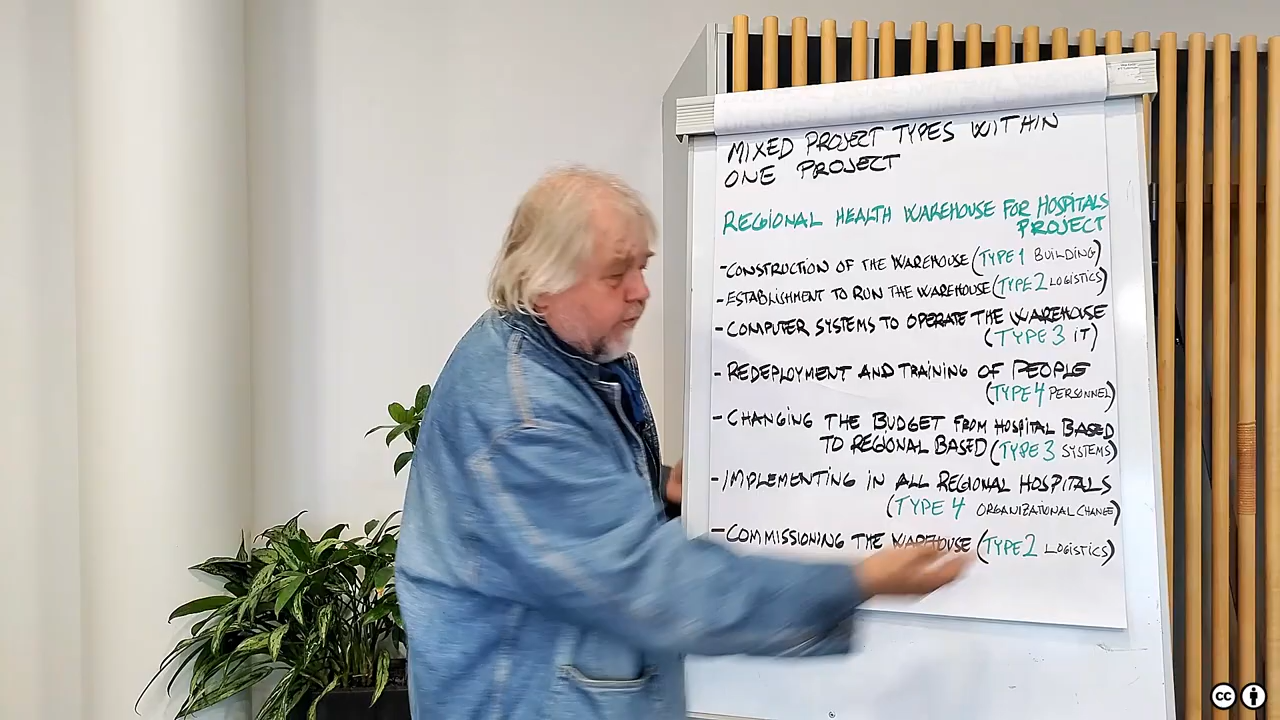 MIXED PROJECT TYPES WITHIN
ONE PROJECT
REGIONAL HEALTH WAREHOUSE FOR HOSPITALS
PROJECT
-CONSTRUCTION OF THE WAREHOUSE (TYPE 1 BUILDING)
-ESTABLISHMENT TO RUN THE WAREHOUSE (TYPE 2 LOGISTICS)
-COMPUTER SYSTEMS TO OPERATE THE WAREHOUSE
(TYPE 3 IT)
- REDEPLOYMENT AND TRAINING OF PEOPLE
(TYPE 4 PERSONNEL)
- CHANGING THE BUDGET FROM HOSPITAL BASED
TO REGIONAL BASED (TYPE 3 SYSTEMS)
-IMPLEMENTING IN ALL REGIONAL HOSPITALS
(TYPE 4 ORGANIZATIONAL CHANGE)
-COMMISSIONING THE WAREHOUSE (TYPE 2 LOGISTICS)
cc